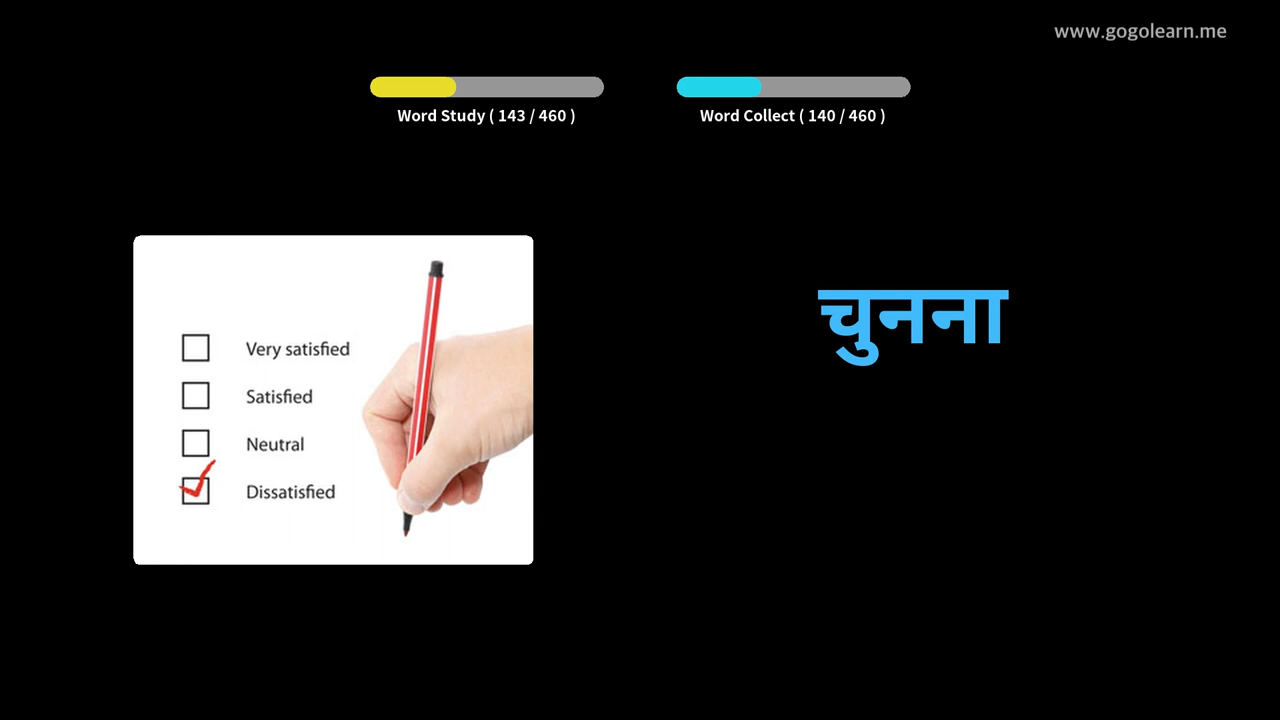 www.gogolearn.me
Word Study ( 143 / 460 )
Word Collect ( 140 / 460 )
Very satisfied
Satisfied
Neutral
Dissatisfied
चुनना